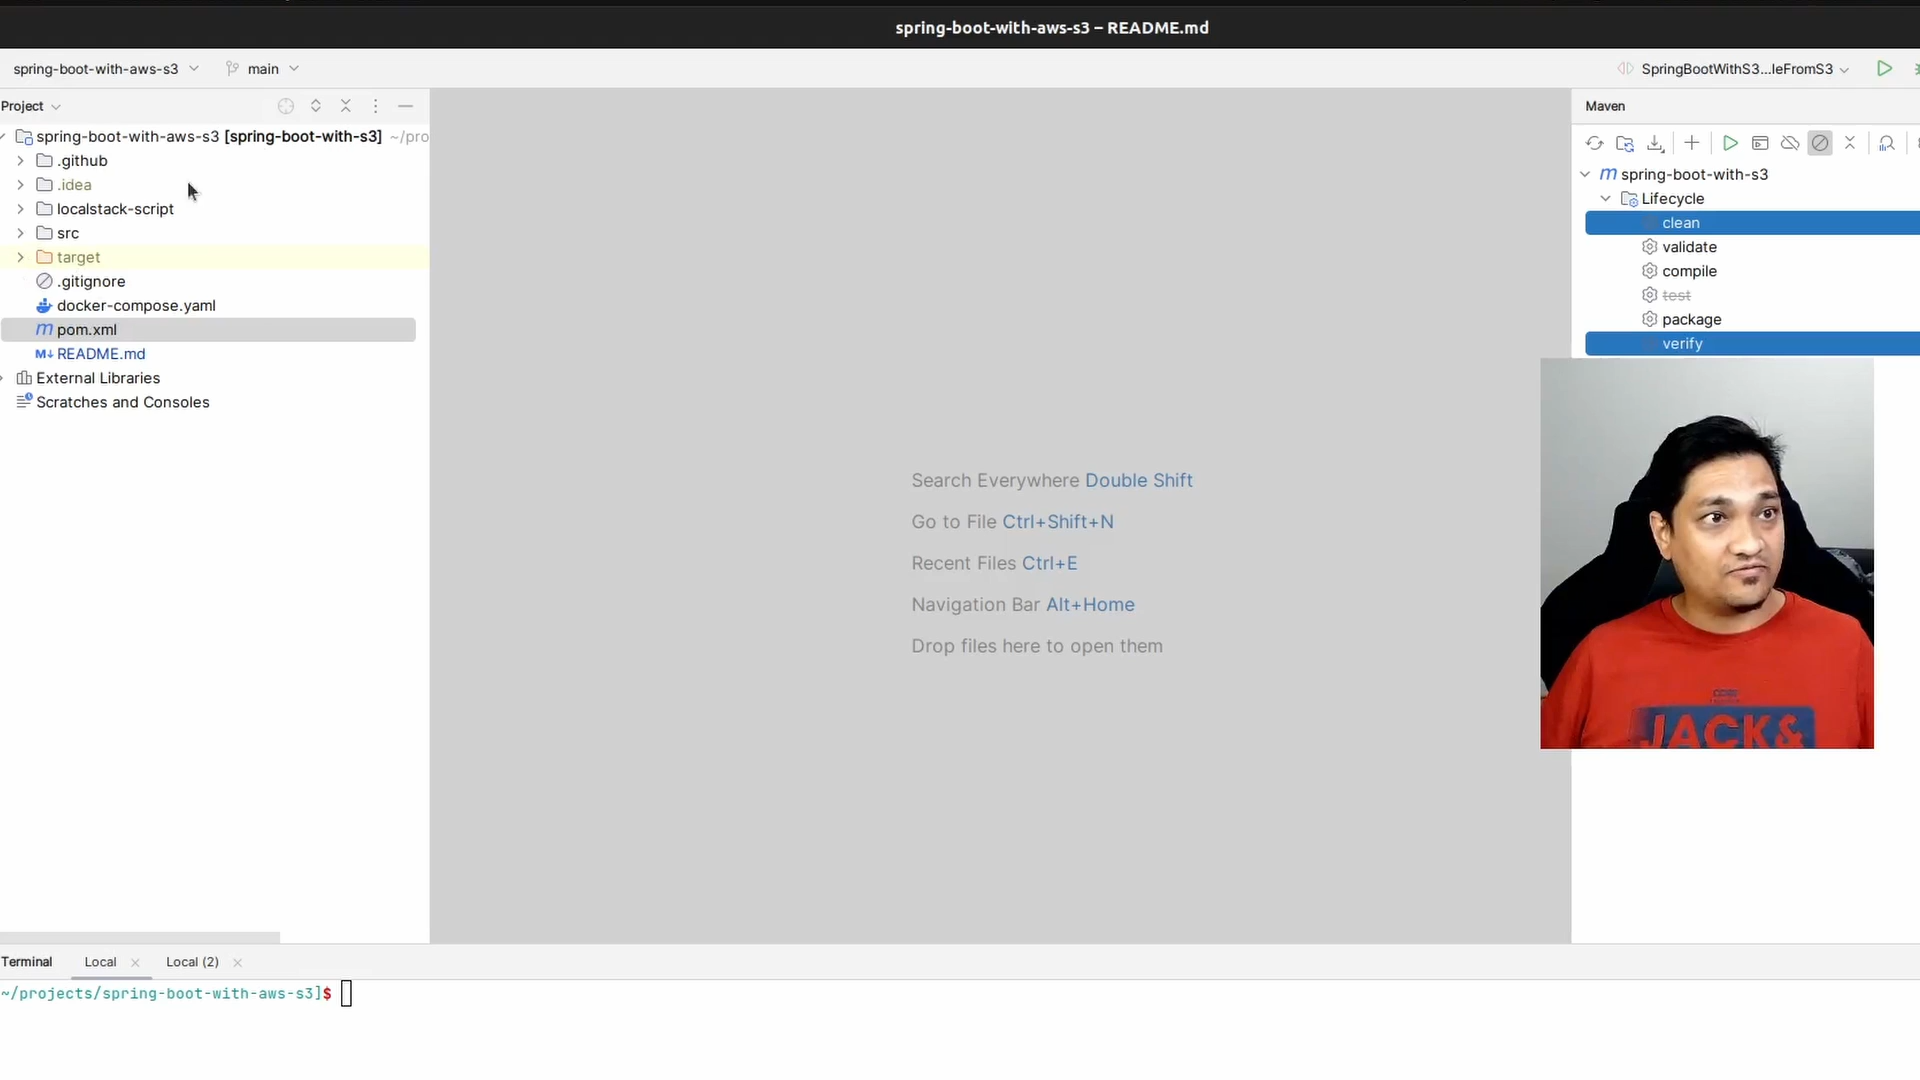 spring-boot-with-aws-s3 – README.md
spring-boot-with-aws-s3
main
SpringBootWithS3...leFromS3
Project
Maven
spring-boot-with-aws-s3 [spring-boot-with-s3] ~/pro
.github
.idea
localstack-script
src
target
.gitignore
docker-compose.yaml
pom.xml
README.md
External Libraries
Scratches and Consoles
spring-boot-with-s3
Lifecycle
clean
validate
compile
test
package
verify
Search Everywhere Double Shift
Go to File Ctrl+Shift+N
Recent Files Ctrl+E
Navigation Bar Alt+Home
Drop files here to open them
JACK&
Terminal
Local
Local (2)
~/projects/spring-boot-with-aws-s3]$